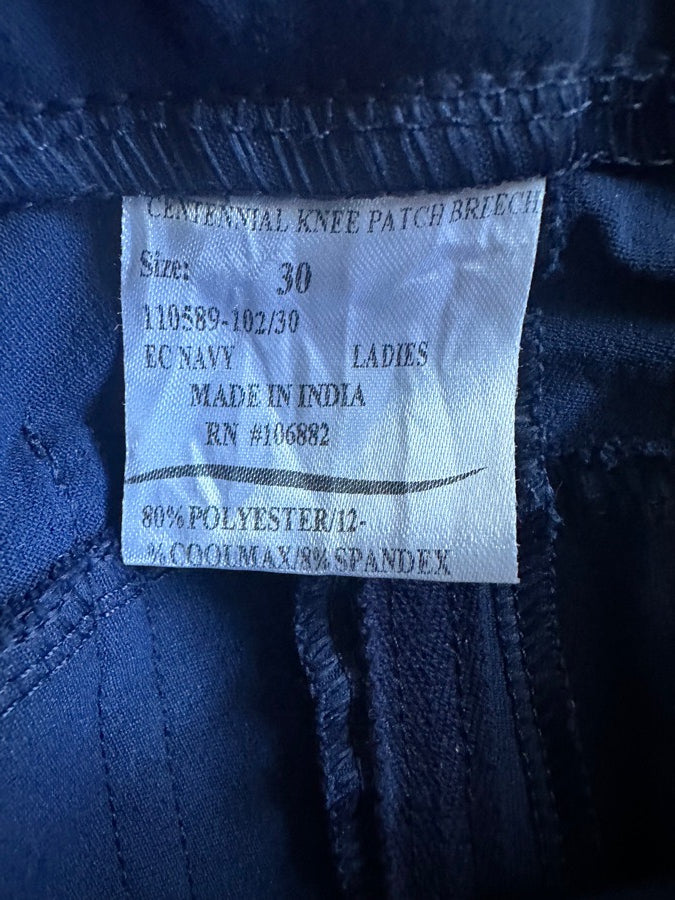 CENTENNIAL KNEE PATCH BREECH
Size: 30
110589-102/30
EC NAVY LADIES
MADE IN INDIA
RN #106882
80% POLYESTER/12-
%COOLMAX/8% SPANDEX